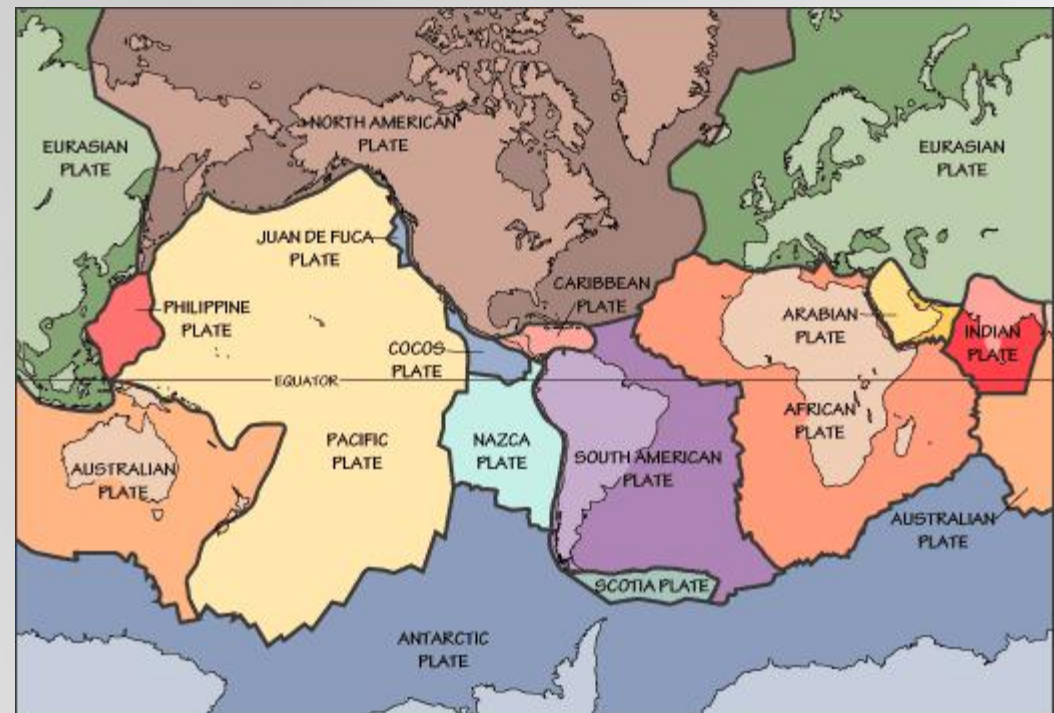 NORTH AMERICAN
PLATE
EURASIAN
PLATE
EURASIAN
PLATE
JUAN DE FUCA
PLATE
CARIBBEAN
PLATE
PHILIPPINE
PLATE
ARABIAN
PLATE
INDIAN
PLATE
COCOS
PLATE
EQUATOR
AFRICAN
PLATE
PACIFIC
PLATE
NAZCA
PLATE
SOUTH AMERICAN
PLATE
AUSTRALIAN
PLATE
AUSTRALIAN
PLATE
SCOTIA PLATE
ANTARCTIC
PLATE